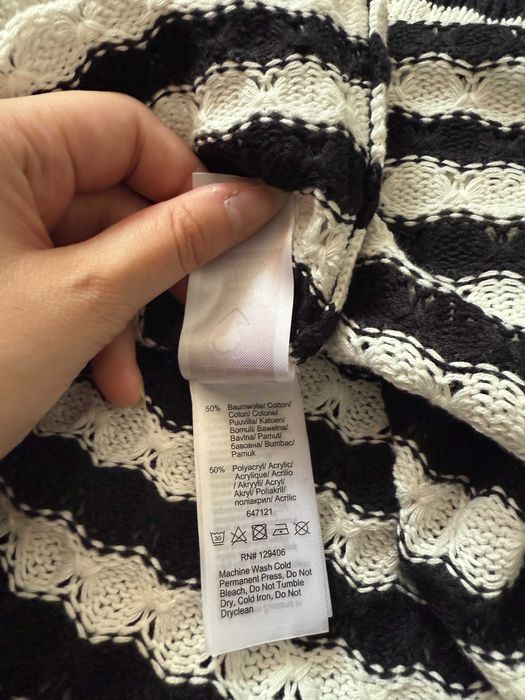 50% Baumwolle/ Cotton/
Coton/ Cotone/
Puuvilla/ Katoen/
Bomull/ Bawełna/
Bavlna/ Pamut/
бавовна/ Bumbac/
Pamuk
50% Polyacryl/ Acrylic/
Acrylique/ Acrilico
/ Akryyli/ Acryl/
Akryl/ Poliakril/
поліакрил/ Acrilic
647121
30
RN# 129406
Machine Wash Cold
Permanent Press, Do Not
Bleach, Do Not Tumble
Dry, Cold Iron, Do Not
Dryclean